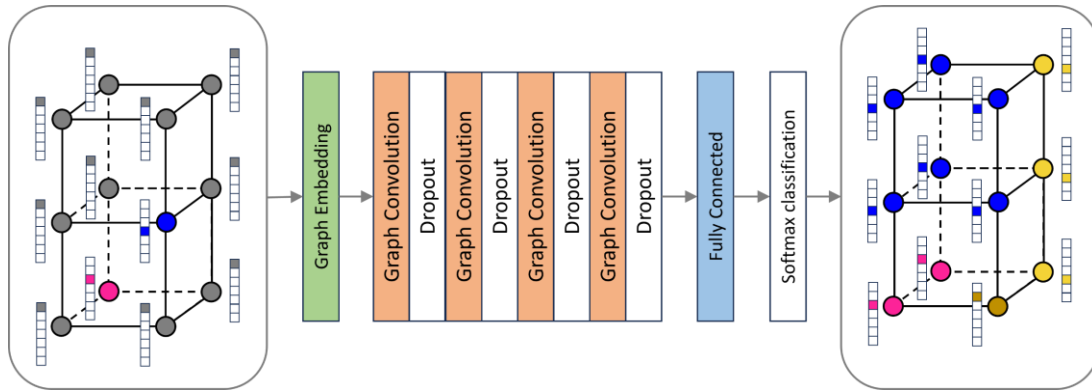 Graph Embedding
Graph Convolution
Dropout
Graph Convolution
Dropout
Graph Convolution
Dropout
Graph Convolution
Dropout
Fully Connected
Softmax classification